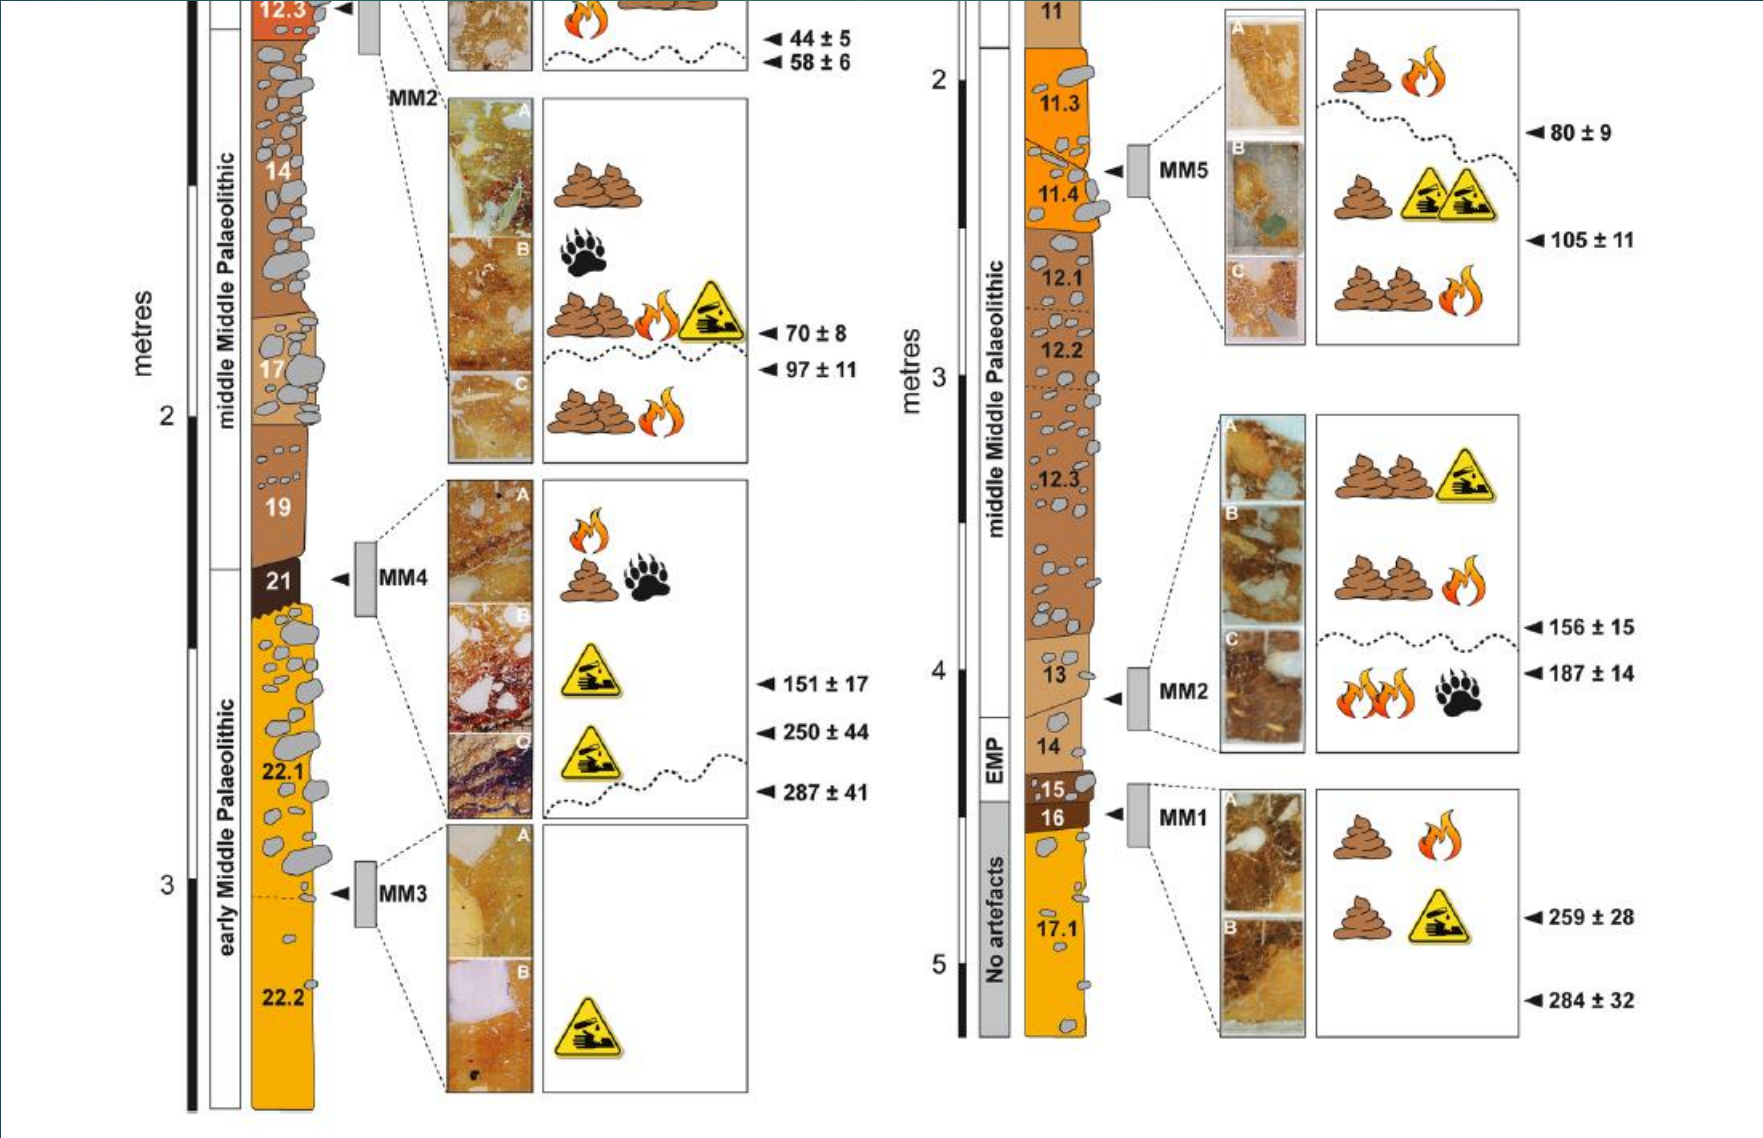 12.3
14
17
19
21
22.1
22.2
metres
2
3
middle Middle Palaeolithic
early Middle Palaeolithic
MM2
MM4
MM3
A
B
C
A
B
C
A
B
44 ± 5
58 ± 6
70 ± 8
97 ± 11
151 ± 17
250 ± 44
287 ± 41
11
11.3
11.4
12.1
12.2
12.3
13
14
15
16
17.1
metres
2
3
4
5
middle Middle Palaeolithic
EMP
No artefacts
MM5
MM2
MM1
A
B
C
A
B
C
A
B
80 ± 9
105 ± 11
156 ± 15
187 ± 14
259 ± 28
284 ± 32